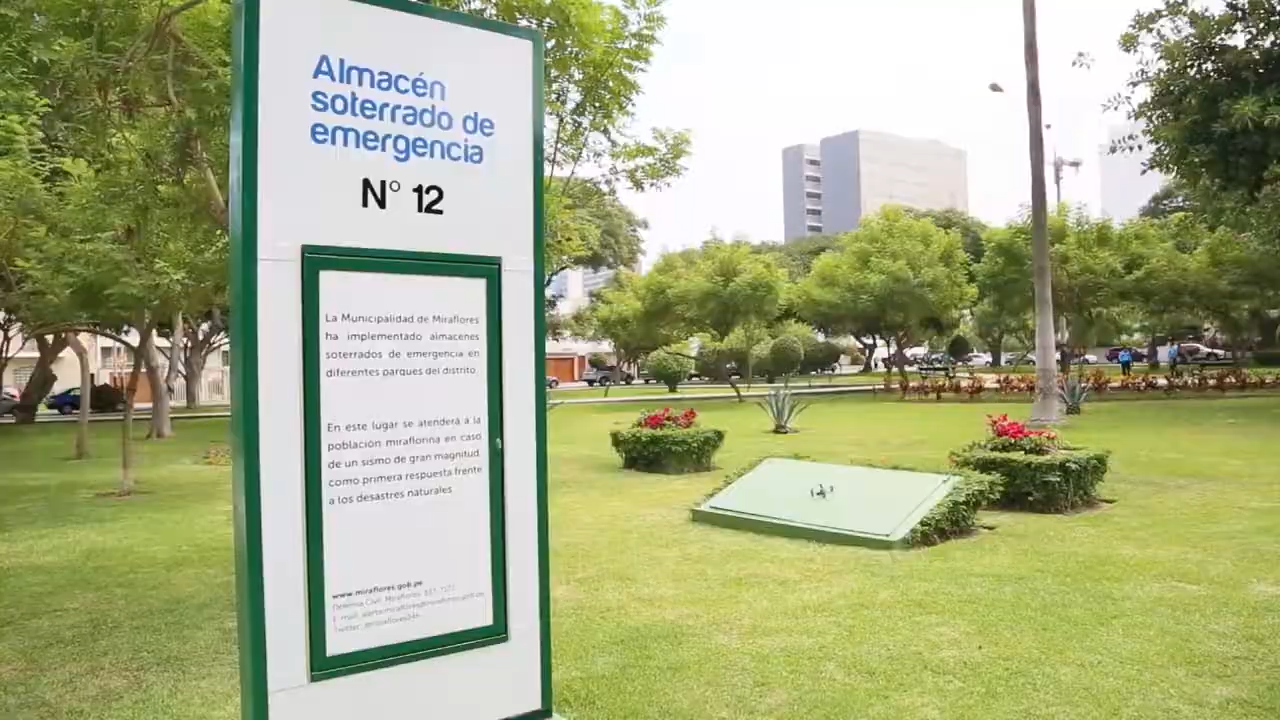 Almacén
soterrado de
emergencia
N° 12
La Municipalidad de Miraflores
ha implementado almacenes
soterrados de emergencia en
diferentes parques del distrito.
En este lugar se atenderá a la
población miraflorina en caso
de un sismo de gran magnitud,
como primera respuesta frente
a los desastres naturales.
www.miraflores.gob.pe
Defensa Civil Miraflores:
E-mail:
Twitter: